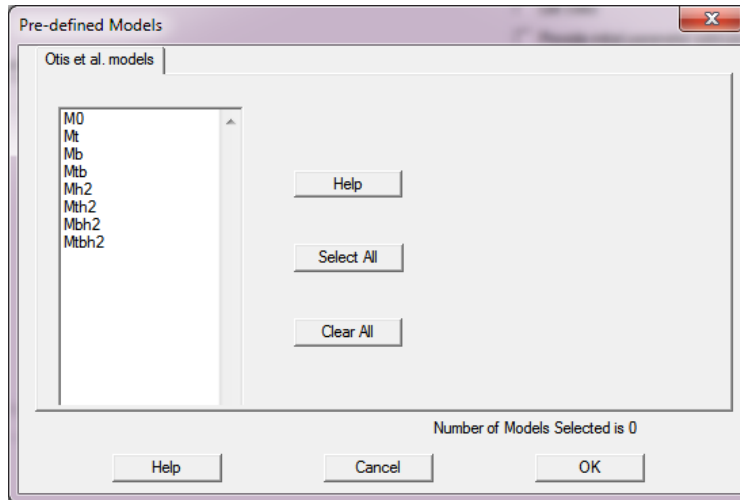 Pre-defined Models
Otis et al. models
M0
Mt
Mb
Mtb
Mh2
Mth2
Mbh2
Mtbh2
Help
Select All
Clear All
Number of Models Selected is 0
Help
Cancel
OK